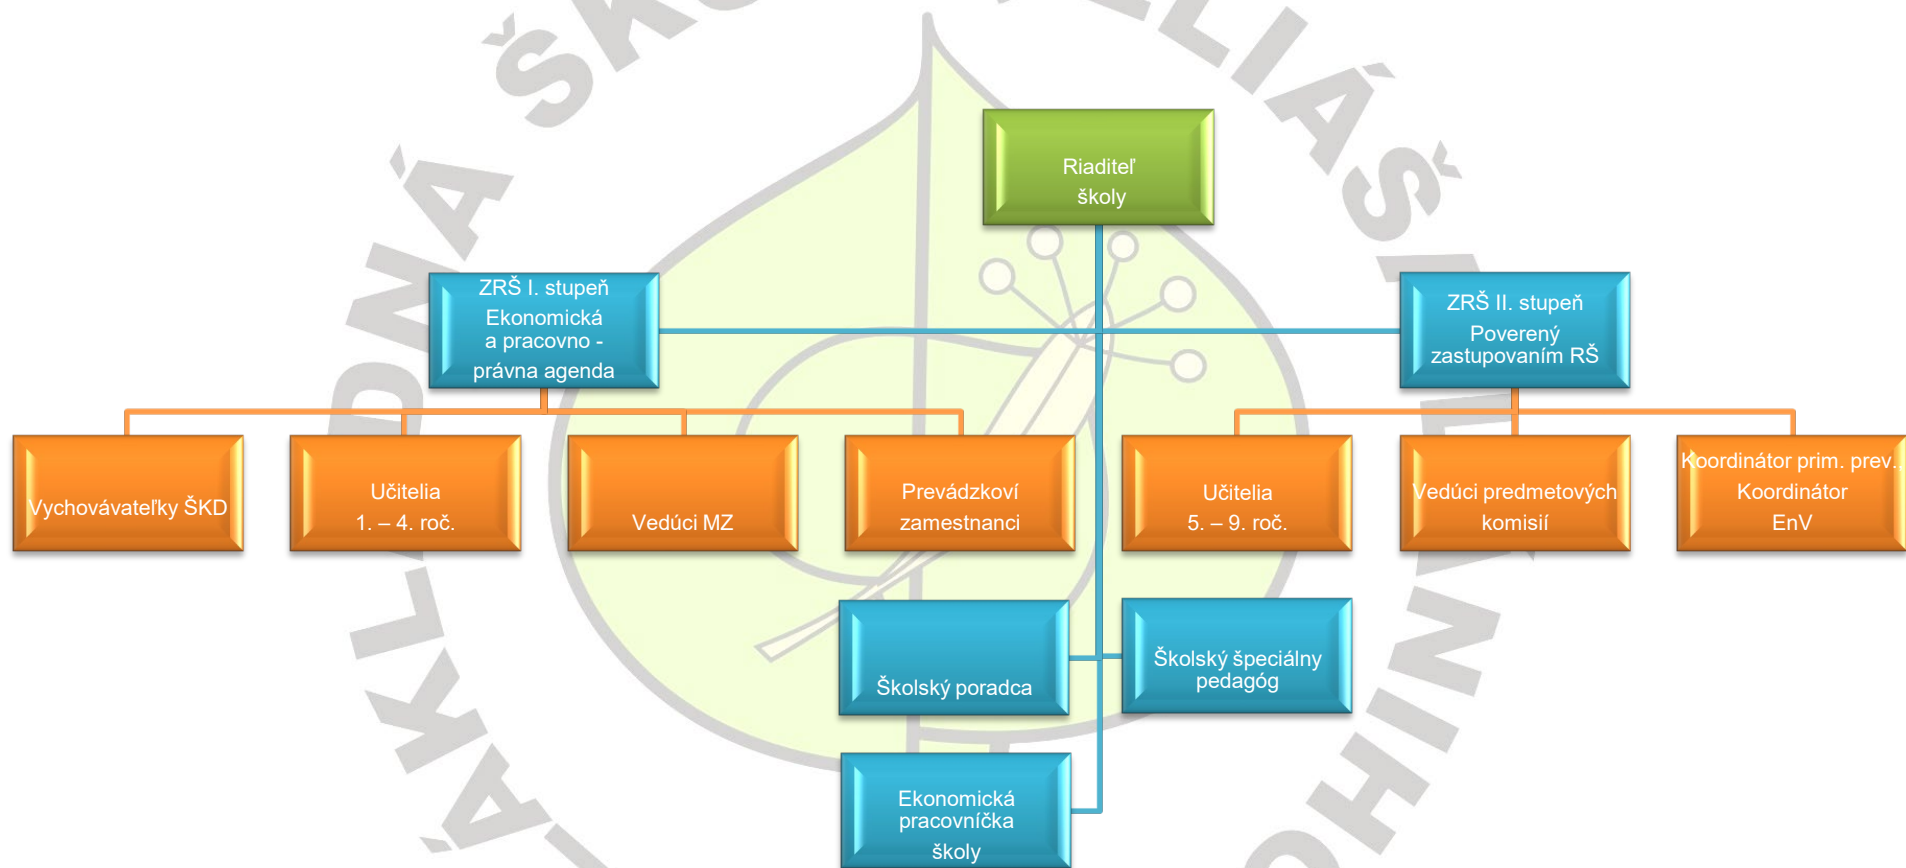 Riaditeľ
školy
ZRŠ I. stupeň
Ekonomická
a pracovno -
právna agenda
ZRŠ II. stupeň
Poverený
zastupovaním RŠ
Vychovávateľky ŠKD
Učitelia
1. – 4. roč.
Vedúci MZ
Prevádzkoví
zamestnanci
Učitelia
5. – 9. roč.
Vedúci predmetových
komisií
Koordinátor prim. prev.,
Koordinátor
EnV
Školský poradca
Školský špeciálny
pedagóg
Ekonomická
pracovníčka
školy